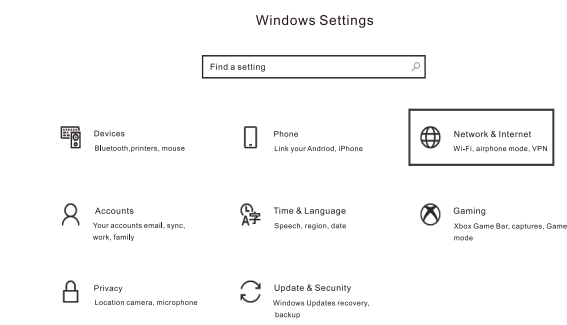 Windows Settings
Find a setting
Devices
Bluetooth,printers, mouse
Phone
Link your Andriod, iPhone
Network & Internet
Wi-FI, airphone mode, VPN
Accounts
Your accounts email, sync,
work, family
Time & Language
Speech, region, date
Gaming
Xbox Game Bar, captures, Game
mode
Privacy
Location camera, microphone
Update & Security
Windows Updates recovery,
backup